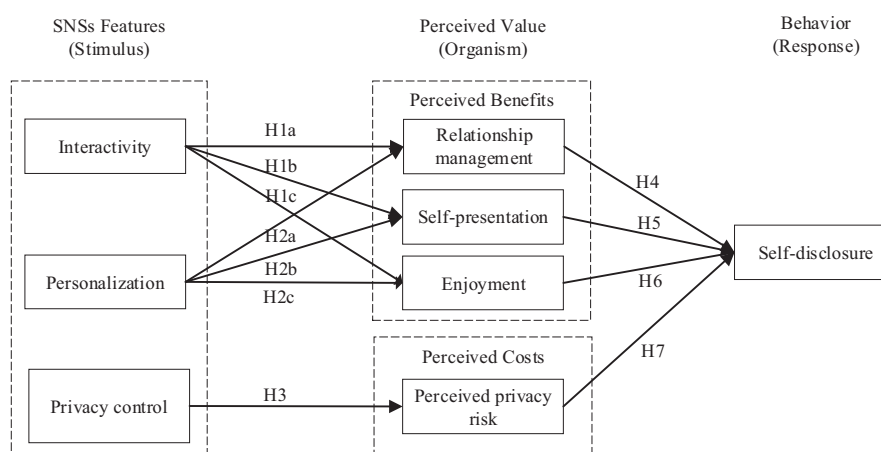 SNSs Features
(Stimulus)
Perceived Value
(Organism)
Behavior
(Response)
Perceived Benefits
Interactivity
H1a
H1b
H1c
Relationship
management
H4
Self-presentation
H5
H2a
Personalization
H2b
H2c
Enjoyment
H6
Self-disclosure
Perceived Costs
H7
Privacy control
H3
Perceived privacy
risk